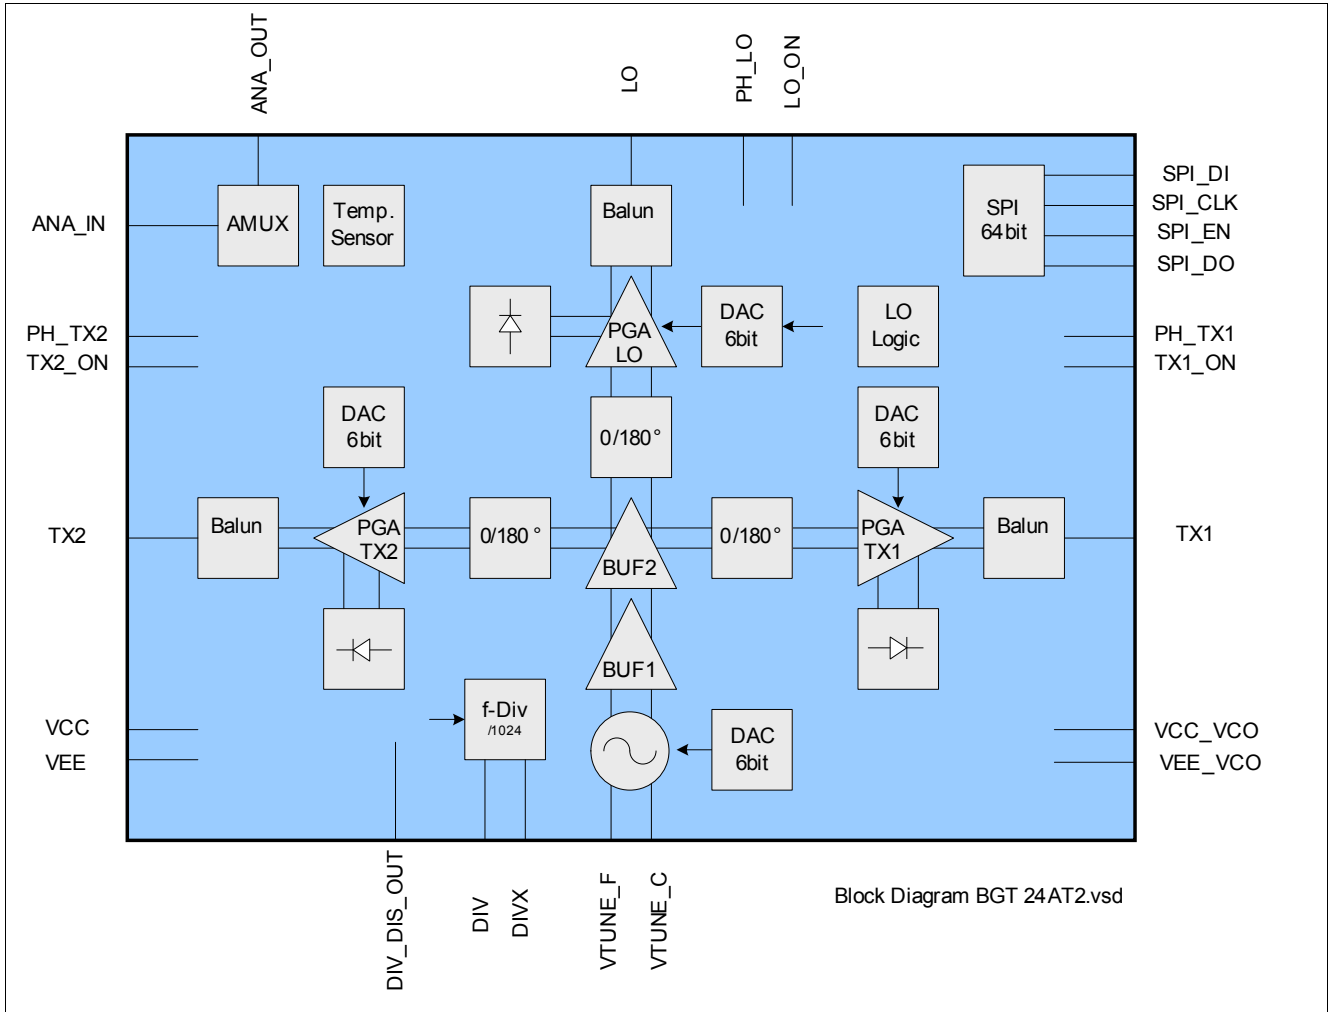 ANA_OUT
LO
PH_LO
LO_ON
SPI_DI
SPI_CLK
SPI_EN
SPI_DO
ANA_IN
AMUX
Temp.
Sensor
Balun
SPI
64bit
PH_TX2
TX2_ON
PGA
LO
DAC
6bit
LO
Logic
PH_TX1
TX1_ON
DAC
6bit
0/180°
DAC
6bit
TX2
Balun
PGA
TX2
0/180°
BUF2
0/180°
PGA
TX1
Balun
TX1
BUF1
VCC
VEE
f-Div
/1024
DAC
6bit
VCC_VCO
VEE_VCO
DIV_DIS_OUT
DIV
DIVX
VTUNE_F
VTUNE_C
Block Diagram BGT 24AT2.vsd